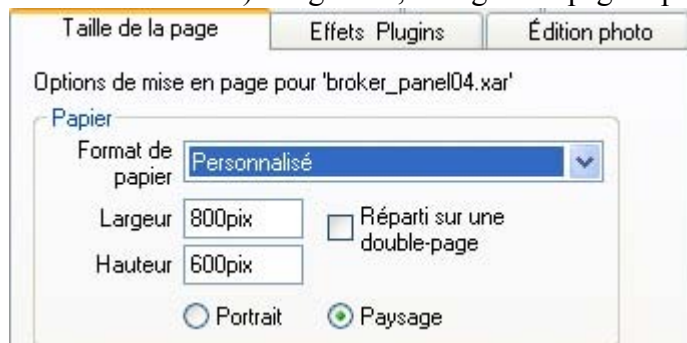 Taille de la page Effets Plugins Édition photo
Options de mise en page pour 'broker_panel04.xar'
Papier
Format de papier Personnalisé
Largeur 800pix Réparti sur une double-page
Hauteur 600pix
Portrait Paysage